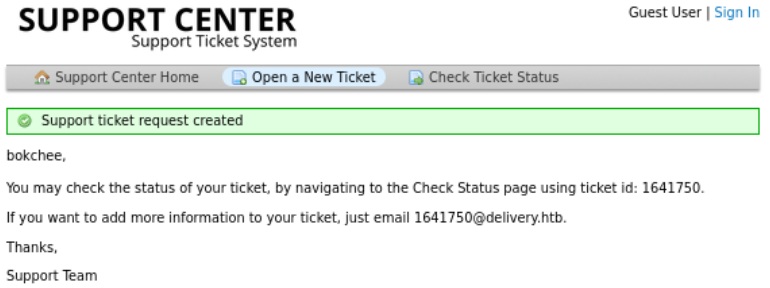 SUPPORT CENTER
Support Ticket System
Guest User | Sign In
Support Center Home
Open a New Ticket
Check Ticket Status
Support ticket request created
bokchee,
You may check the status of your ticket, by navigating to the Check Status page using ticket id: 1641750.
If you want to add more information to your ticket, just email 1641750@delivery.htb.
Thanks,
Support Team